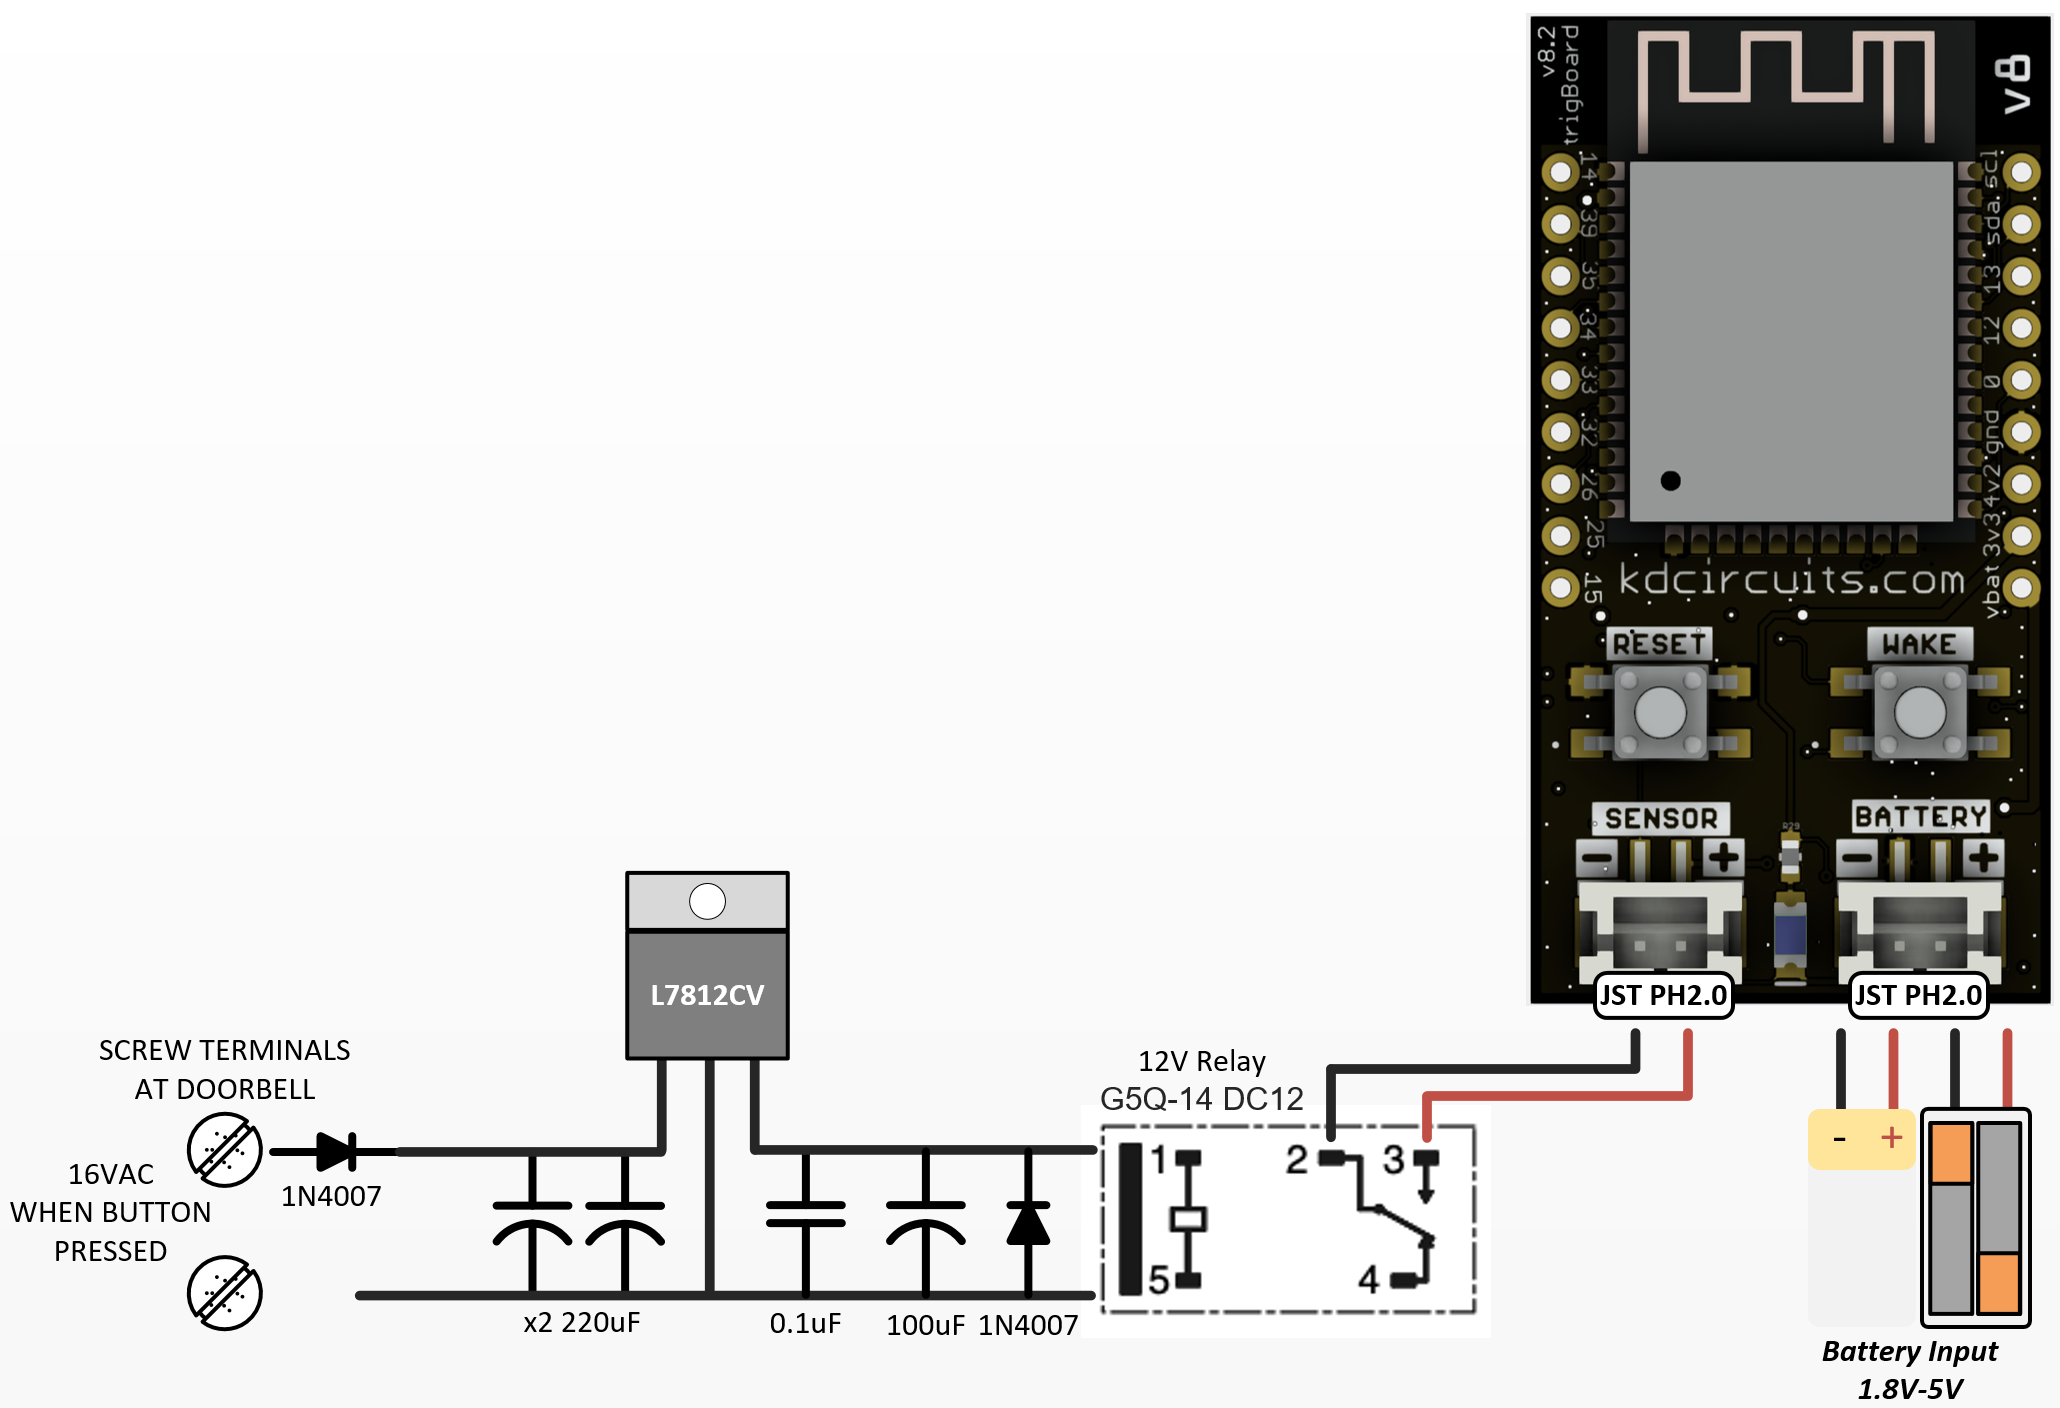 v8.2
trigBoard
v8
14
39
35
34
33
32
26
25
15
scl
sda
13
12
0
gnd
4v2
3v3
vbat
kdcircuits.com
RESET
WAKE
SENSOR
BATTERY
R29
- +
- +
JST PH2.0
JST PH2.0
L7812CV
SCREW TERMINALS
AT DOORBELL
16VAC
WHEN BUTTON
PRESSED
1N4007
x2 220uF
0.1uF
100uF
1N4007
12V Relay
G5Q-14 DC12
1
2
3
5
4
- +
Battery Input
1.8V-5V